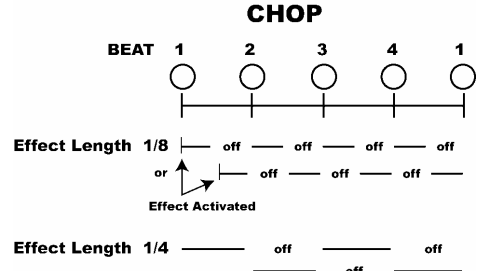 CHOP
BEAT 1 2 3 4 1
Effect Length 1/8 off off off off
or off off off
Effect Activated
Effect Length 1/4 off off
off